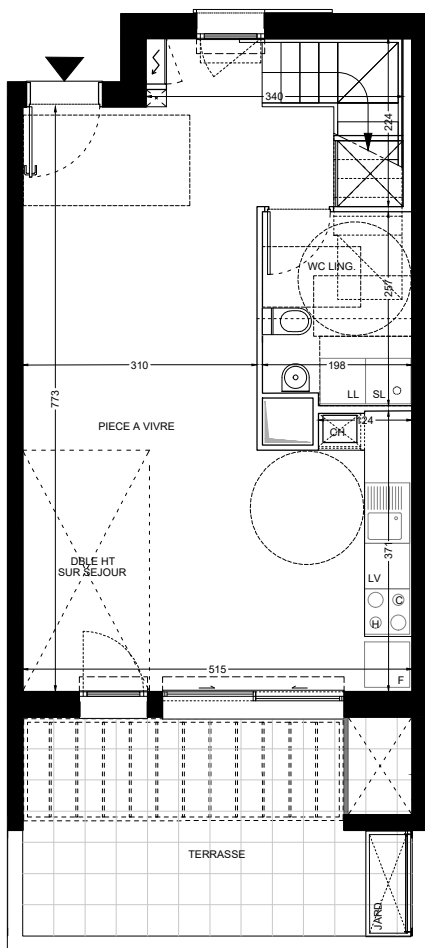 340
224
WC LING.
257
310
198
773
LL
SL
PIECE A VIVRE
CH.
124
DBLE HT
SUR SEJOUR
371
LV
C
H
515
F
TERRASSE
JARD.